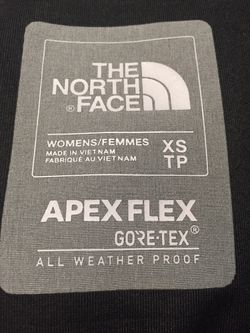 THE
NORTH
FACE®
WOMENS/FEMMES
MADE IN VIETNAM
FABRIQUÉ AU VIETNAM
XS
TP
APEX FLEX
GORE-TEX®
ALL WEATHER PROOF